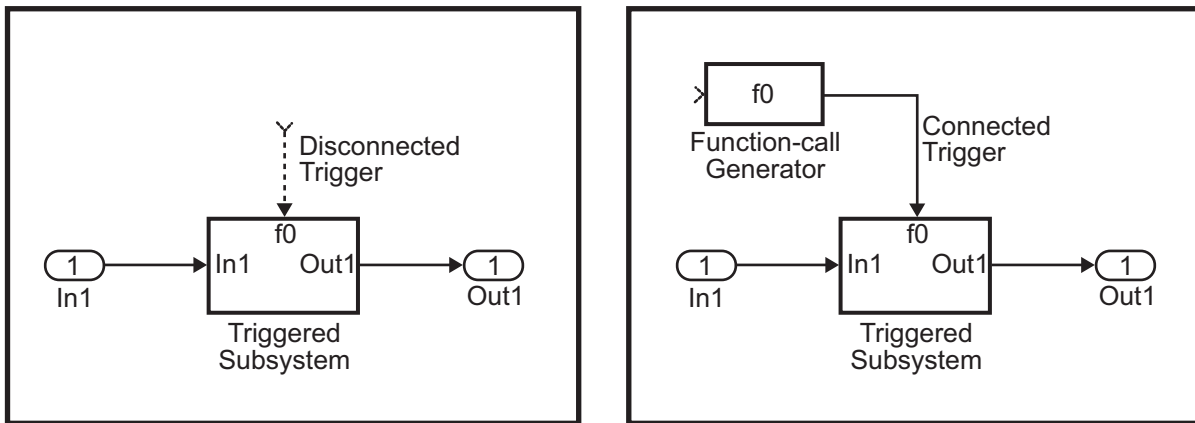 Disconnected
Trigger
f0
1
In1
In1
Out1
1
Out1
Triggered
Subsystem
f0
Function-call
Generator
Connected
Trigger
f0
1
In1
In1
Out1
1
Out1
Triggered
Subsystem